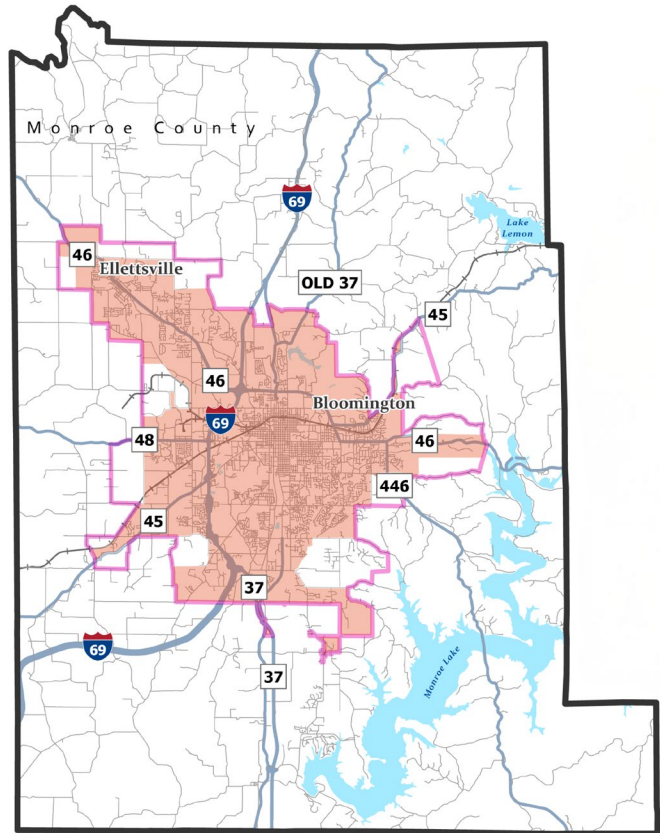 Monroe County
69
Lake
Lemon
46
Ellettsville
OLD 37
45
46
Bloomington
69
48
46
446
45
37
69
37
Monroe Lake